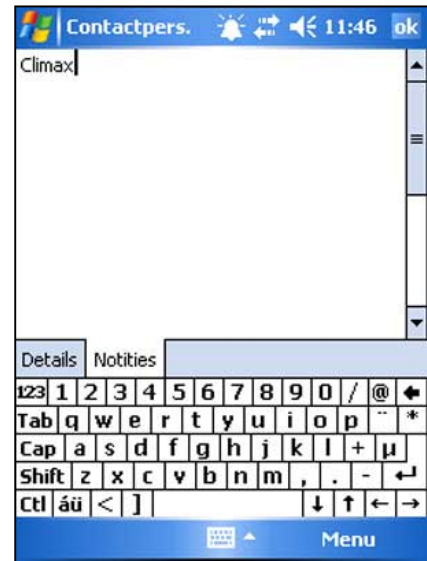 Contactpers. 11:46 ok
Climax
Details Notities
123 1 2 3 4 5 6 7 8 9 0 / @ ←
Tab q w e r t y u i o p ¨ *
Cap a s d f g h j k l + µ
Shift z x c v b n m , . - ↵
Ctl áü < ] ↓ ↑ ← →
Menu